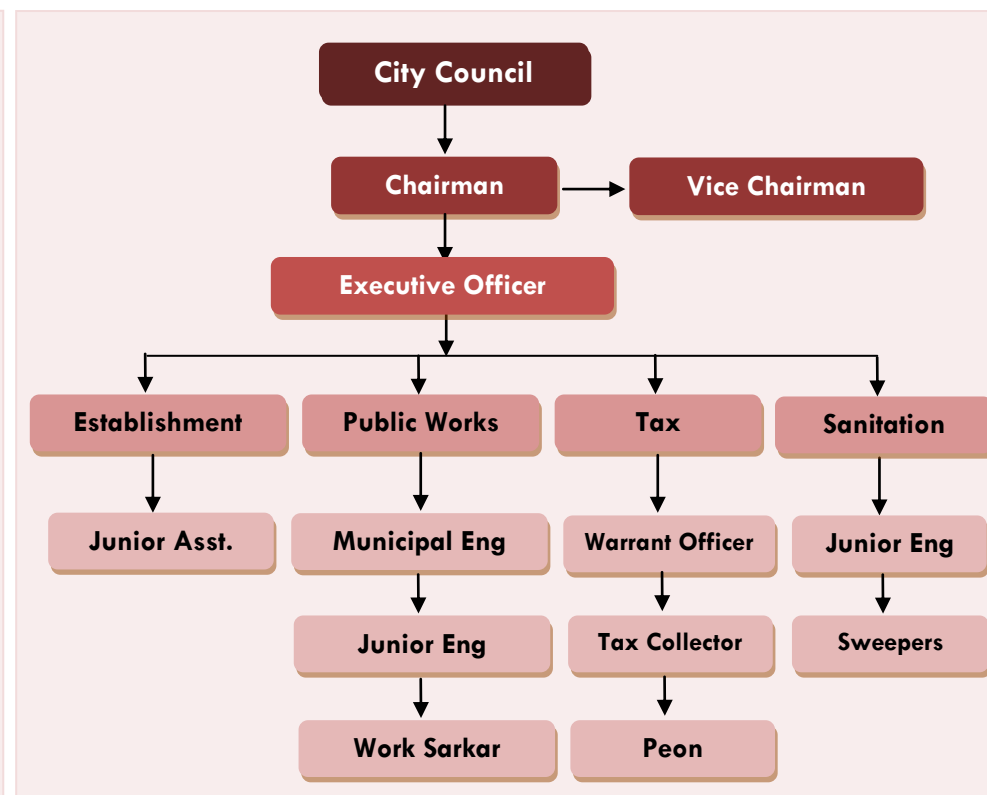 City Council
Chairman
Vice Chairman
Executive Officer
Establishment
Public Works
Tax
Sanitation
Junior Asst.
Municipal Eng
Warrant Officer
Junior Eng
Junior Eng
Tax Collector
Sweepers
Work Sarkar
Peon